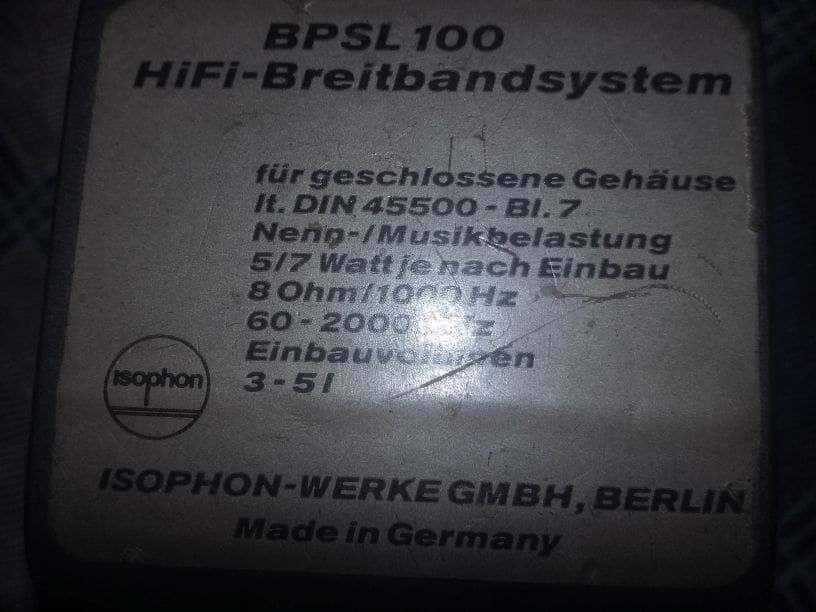 BPSL 100
HiFi-Breitbandsystem
für geschlossene Gehäuse
lt. DIN 45500 - Bl. 7
Nenn-/Musikbelastung
5/7 Watt je nach Einbau
8 Ohm/1000 Hz
60 -
Einbauvolumen
3 - 5 l
isophon
ISOPHON-WERKE GMBH, BERLIN
Made in Germany